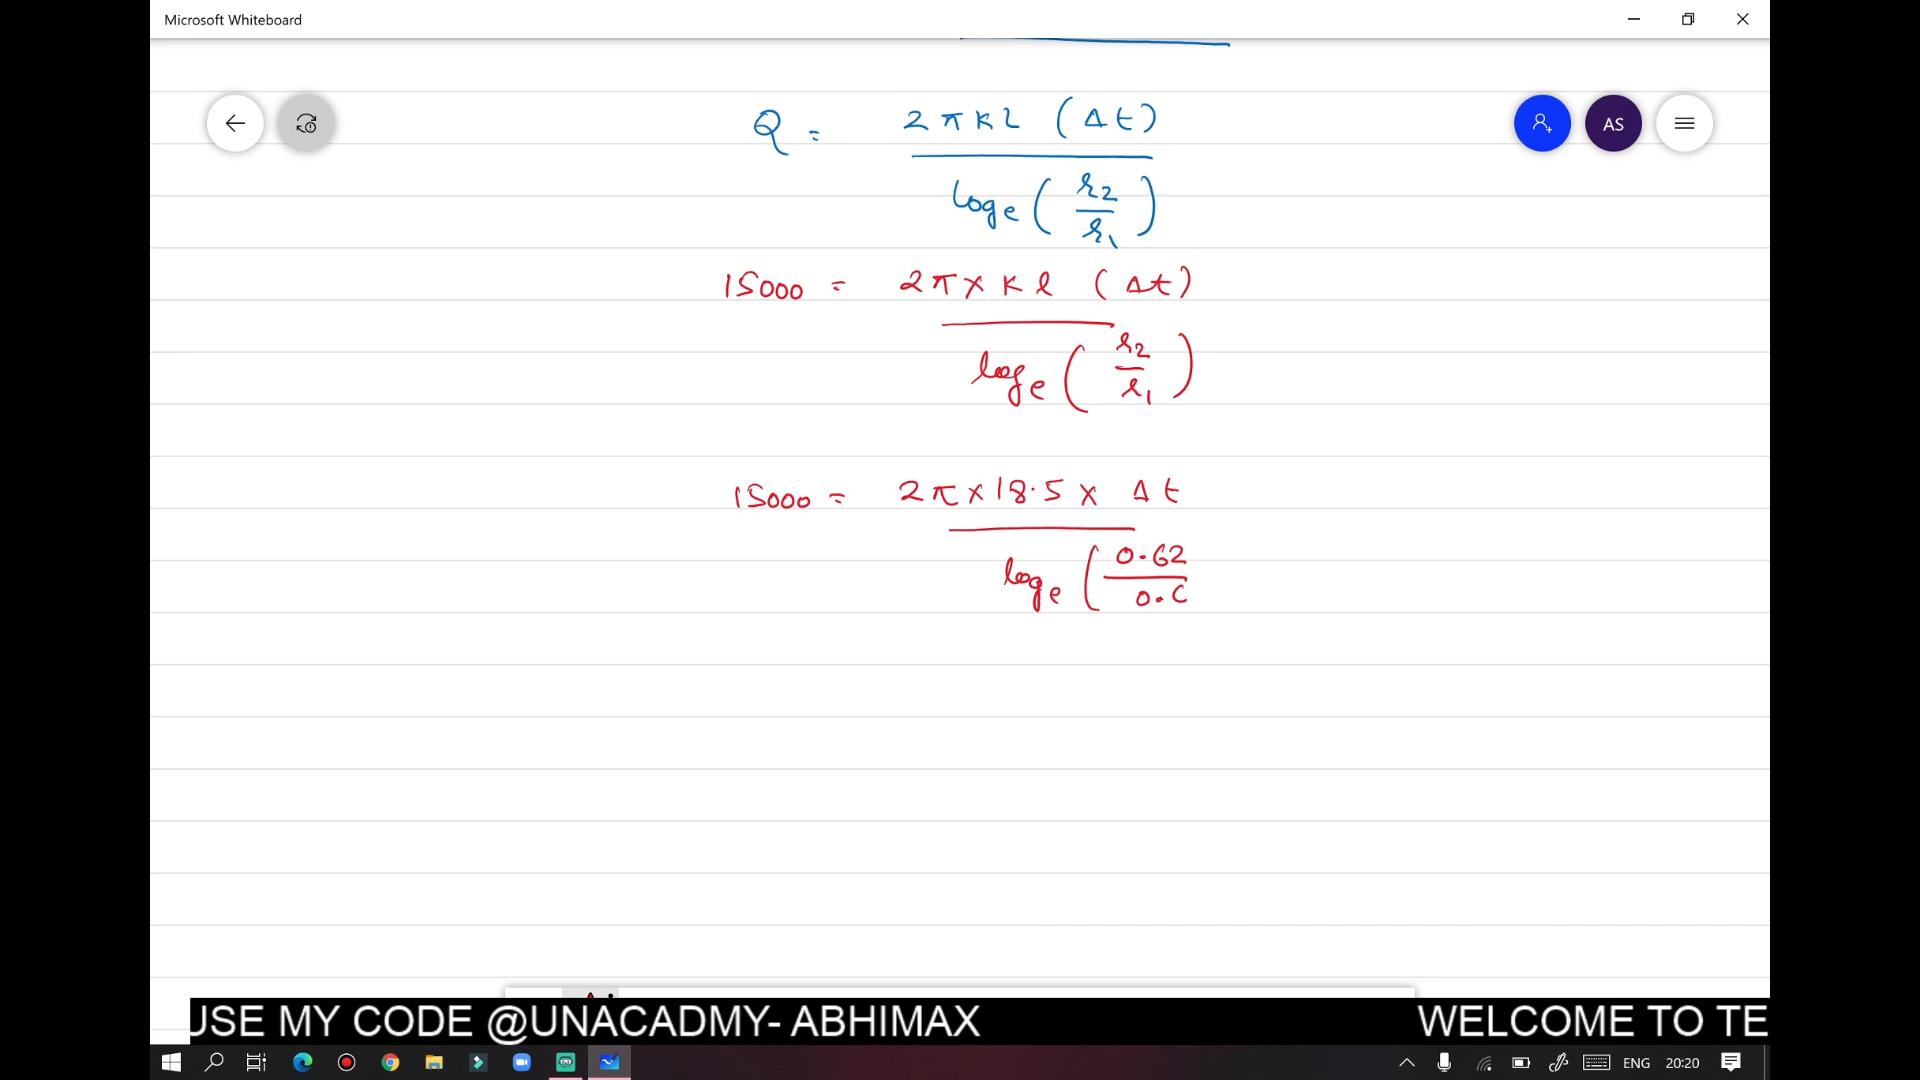 Microsoft Whiteboard
AS
Q = 2πKl (Δt)
logₑ (r₂/r₁)
15000 = 2π × Kl (Δt)
logₑ (r₂/r₁)
15000 = 2π × 18.5 × Δt
logₑ (0.62
0.
USE MY CODE @UNACADMY- ABHIMAX
WELCOME TO TE
ENG 20:20